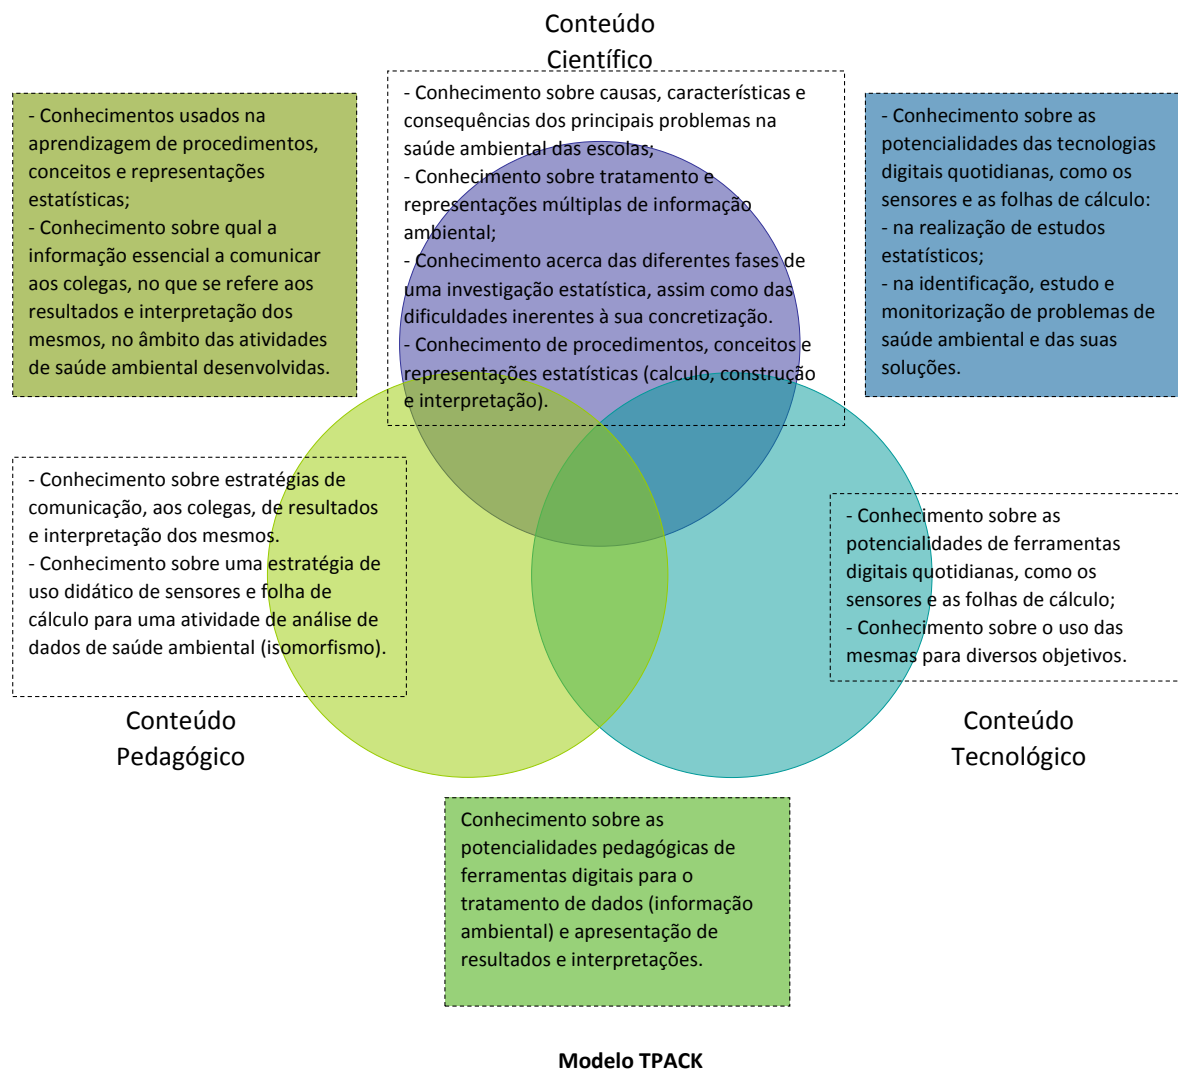 Conteúdo
Científico
- Conhecimentos usados na
aprendizagem de procedimentos,
conceitos e representações
estatísticas;
- Conhecimento sobre qual a
informação essencial a comunicar
aos colegas, no que se refere aos
resultados e interpretação dos
mesmos, no âmbito das atividades
de saúde ambiental desenvolvidas.
- Conhecimento sobre causas, características e
consequências dos principais problemas na
saúde ambiental das escolas;
- Conhecimento sobre tratamento e
representações múltiplas de informação
ambiental;
- Conhecimento acerca das diferentes fases de
uma investigação estatística, assim como das
dificuldades inerentes à sua concretização.
- Conhecimento de procedimentos, conceitos e
representações estatísticas (calculo, construção
e interpretação).
- Conhecimento sobre as
potencialidades das tecnologias
digitais quotidianas, como os
sensores e as folhas de cálculo:
- na realização de estudos
estatísticos;
- na identificação, estudo e
monitorização de problemas de
saúde ambiental e das suas
soluções.
- Conhecimento sobre estratégias de
comunicação, aos colegas, de resultados
e interpretação dos mesmos.
- Conhecimento sobre uma estratégia de
uso didático de sensores e folha de
cálculo para uma atividade de análise de
dados de saúde ambiental (isomorfismo).
- Conhecimento sobre as
potencialidades de ferramentas
digitais quotidianas, como os
sensores e as folhas de cálculo;
- Conhecimento sobre o uso das
mesmas para diversos objetivos.
Conteúdo
Pedagógico
Conteúdo
Tecnológico
Conhecimento sobre as
potencialidades pedagógicas de
ferramentas digitais para o
tratamento de dados (informação
ambiental) e apresentação de
resultados e interpretações.
Modelo TPACK